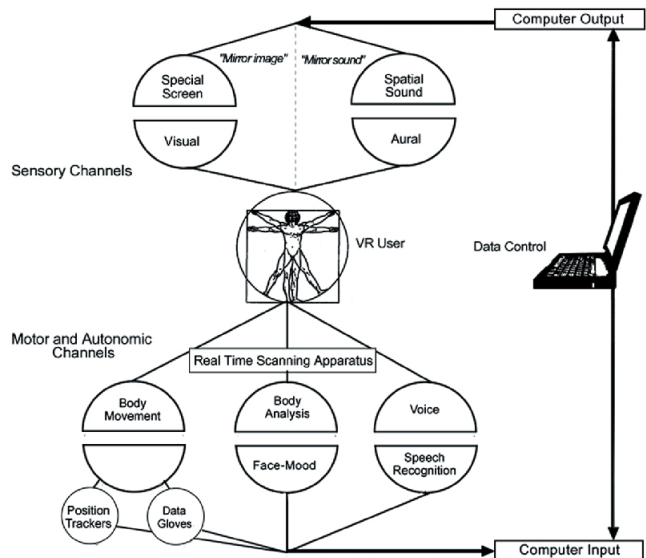 Computer Output
"Mirror image" "Mirror sound"
Special
Screen
Spatial
Sound
Visual
Aural
Sensory Channels
VR User
Data Control
Motor and Autonomic
Channels
Real Time Scanning Apparatus
Body
Movement
Body
Analysis
Voice
Face-Mood
Speech
Recognition
Position
Trackers
Data
Gloves
Computer Input